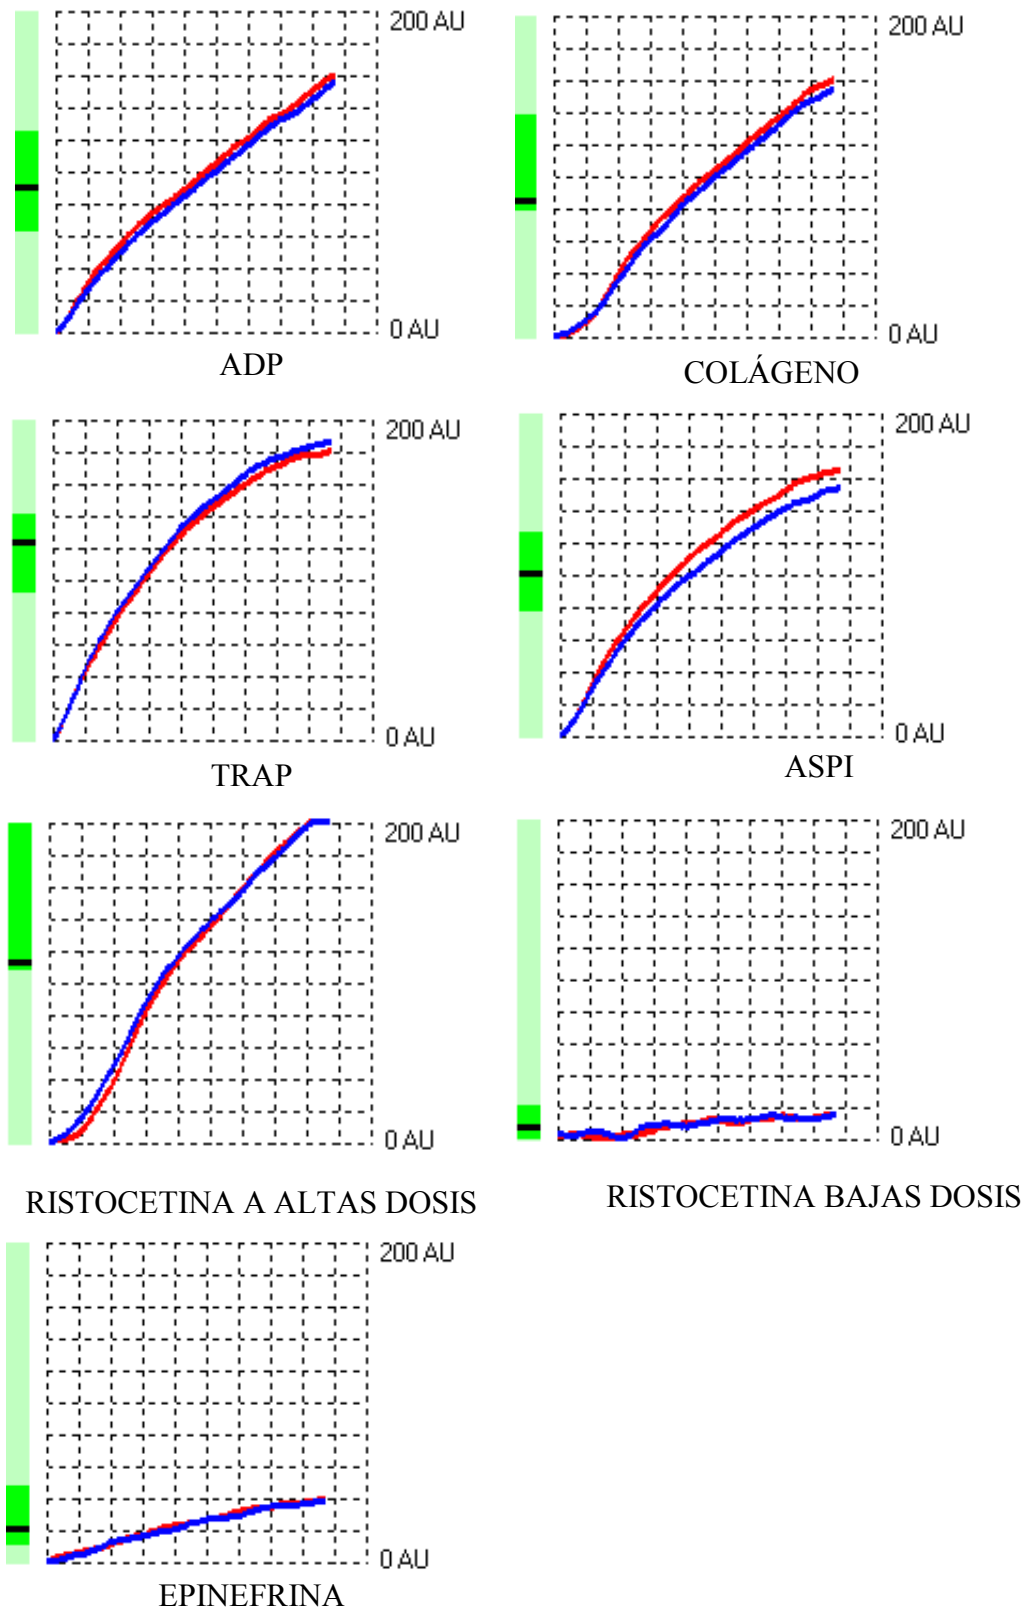 200 AU
0 AU
ADP
200 AU
0 AU
COLÁGENO
200 AU
0 AU
TRAP
200 AU
0 AU
ASPI
200 AU
0 AU
RISTOCETINA A ALTAS DOSIS
200 AU
0 AU
RISTOCETINA BAJAS DOSIS
200 AU
0 AU
EPINEFRINA